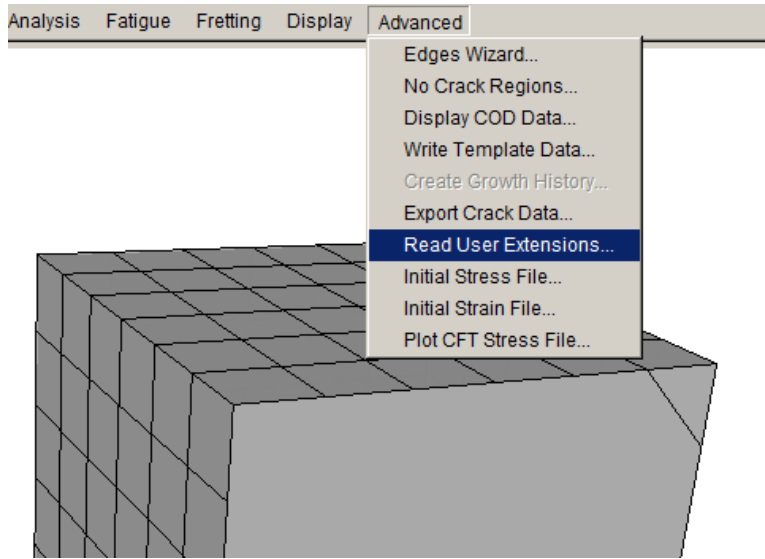 Analysis Fatigue Fretting Display Advanced
Edges Wizard...
No Crack Regions...
Display COD Data...
Write Template Data...
Create Growth History...
Export Crack Data...
Read User Extensions...
Initial Stress File...
Initial Strain File...
Plot CFT Stress File...